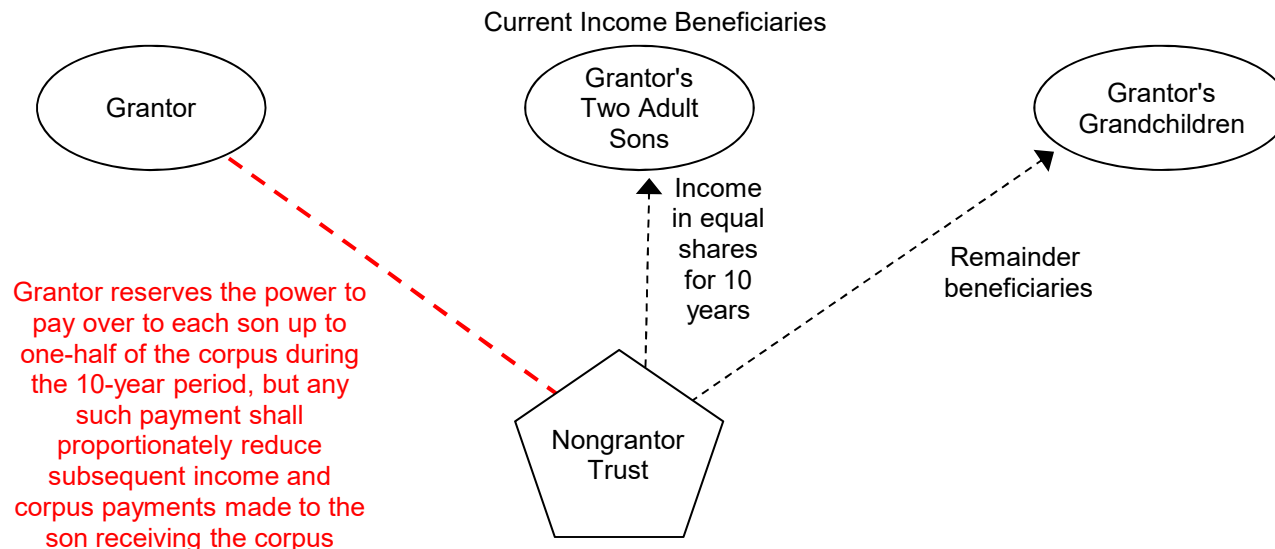 Current Income Beneficiaries
Grantor
Grantor's
Two Adult
Sons
Grantor's
Grandchildren
Income
in equal
shares
for 10
years
Remainder
beneficiaries
Grantor reserves the power to
pay over to each son up to
one-half of the corpus during
the 10-year period, but any
such payment shall
proportionately reduce
subsequent income and
corpus payments made to the
son receiving the corpus
Nongrantor
Trust